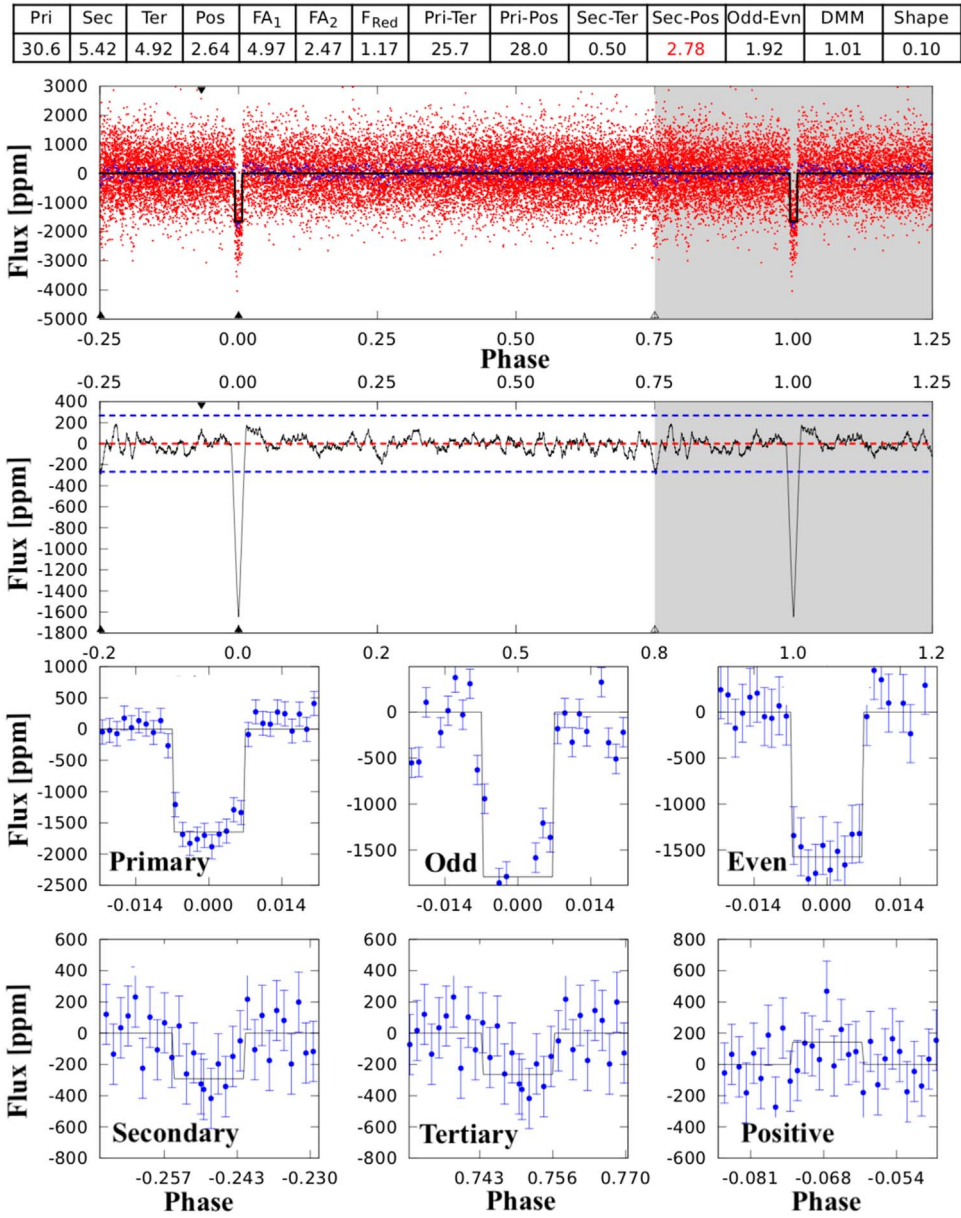 Pri Sec Ter Pos FA1 FA2 FRed Pri-Ter Pri-Pos Sec-Ter Sec-Pos Odd-Evn DMM Shape
30.6 5.42 4.92 2.64 4.97 2.47 1.17 25.7 28.0 0.50 2.78 1.92 1.01 0.10
3000
2000
1000
0
-1000
-2000
-3000
-4000
-5000
Flux [ppm]
-0.25 0.00 0.25 0.50 0.75 1.00 1.25
Phase
-0.25 0.00 0.25 0.50 0.75 1.00 1.25
400
200
0
-200
-400
-600
-800
-1000
-1200
-1400
-1600
-1800
Flux [ppm]
-0.2 0.0 0.2 0.5 0.8 1.0 1.2
1000
500
0
-500
-1000
-1500
-2000
-2500
Flux [ppm]
Primary
-0.014 0.000 0.014
0
-500
-1000
-1500
Odd
-0.014 0.000 0.014
0
-500
-1000
-1500
Even
-0.014 0.000 0.014
600
400
200
0
-200
-400
-600
-800
Flux [ppm]
Secondary
-0.257 -0.243 -0.230
Phase
600
400
200
0
-200
-400
-600
-800
Tertiary
0.743 0.756 0.770
Phase
800
600
400
200
0
-200
-400
-600
Positive
-0.081 -0.068 -0.054
Phase